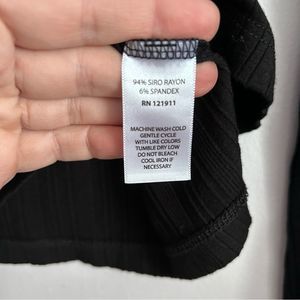 94% SIRO RAYON
6% SPANDEX
RN 121911
MACHINE WASH COLD
GENTLE CYCLE
WITH LIKE COLORS
TUMBLE DRY LOW
DO NOT BLEACH
COOL IRON IF
NECESSARY